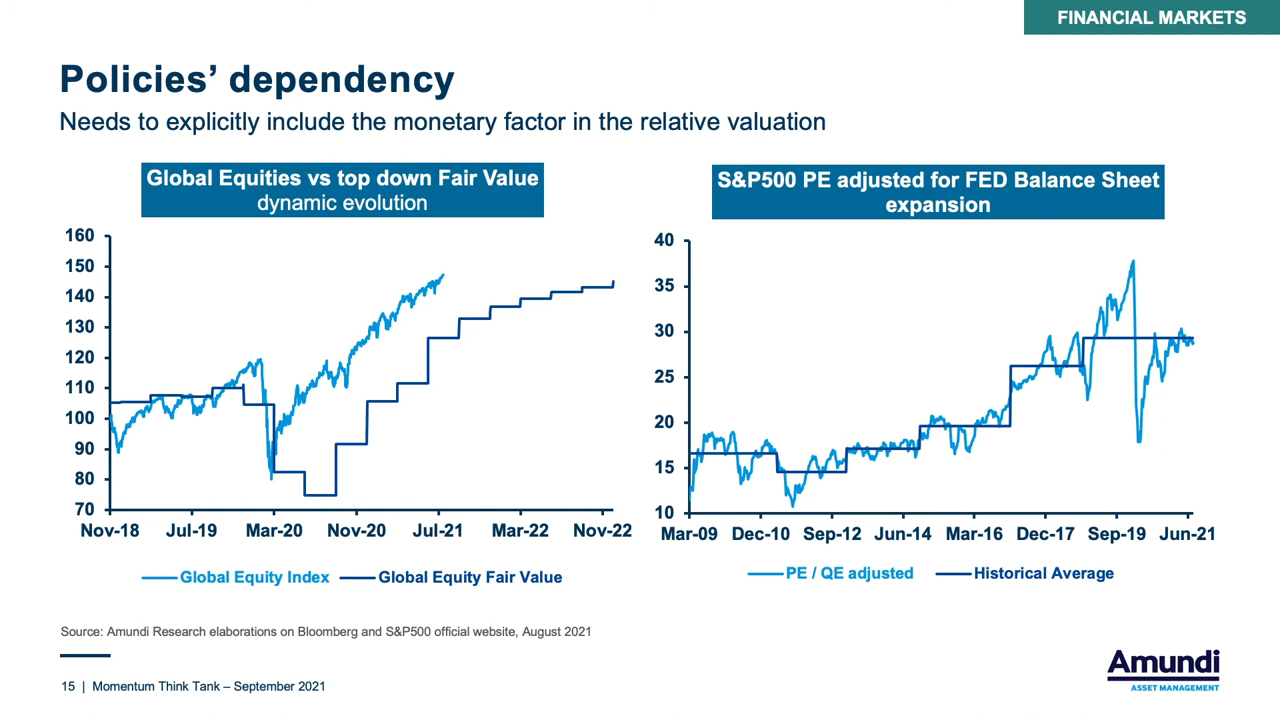 FINANCIAL MARKETS
Policies’ dependency
Needs to explicitly include the monetary factor in the relative valuation
Global Equities vs top down Fair Value
dynamic evolution
160
150
140
130
120
110
100
90
80
70
Nov-18 Jul-19 Mar-20 Nov-20 Jul-21 Mar-22 Nov-22
Global Equity Index Global Equity Fair Value
S&P500 PE adjusted for FED Balance Sheet
expansion
40
35
30
25
20
15
10
Mar-09 Dec-10 Sep-12 Jun-14 Mar-16 Dec-17 Sep-19 Jun-21
PE / QE adjusted Historical Average
Source: Amundi Research elaborations on Bloomberg and S&P500 official website, August 2021
15 | Momentum Think Tank – September 2021
Amundi
ASSET MANAGEMENT